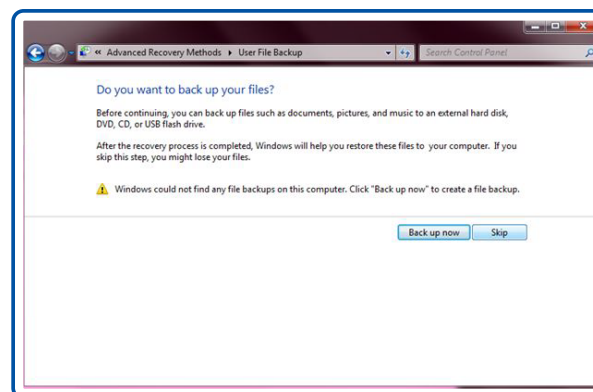 « Advanced Recovery Methods ▸ User File Backup
Search Control Panel
Do you want to back up your files?
Before continuing, you can back up files such as documents, pictures, and music to an external hard disk,
DVD, CD, or USB flash drive.
After the recovery process is completed, Windows will help you restore these files to your computer. If you
skip this step, you might lose your files.
Windows could not find any file backups on this computer. Click "Back up now" to create a file backup.
Back up now
Skip